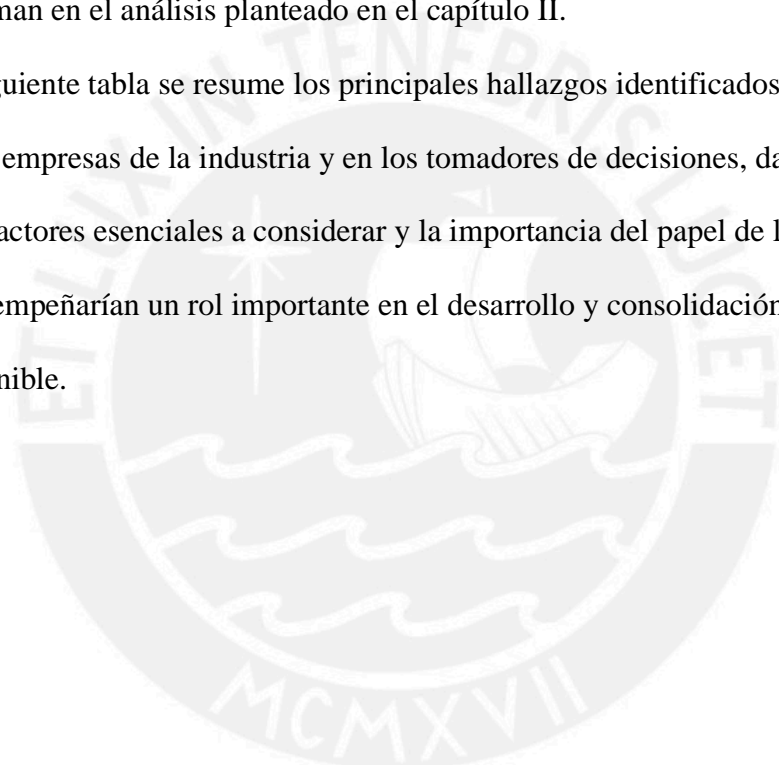 man en el análisis planteado en el capítulo II.
guiente tabla se resume los principales hallazgos identificados
empresas de la industria y en los tomadores de decisiones, da
actores esenciales a considerar y la importancia del papel de l
empeñarían un rol importante en el desarrollo y consolidación
nible.
ET LUX IN TENEBRIS LUCET
MCMXVII